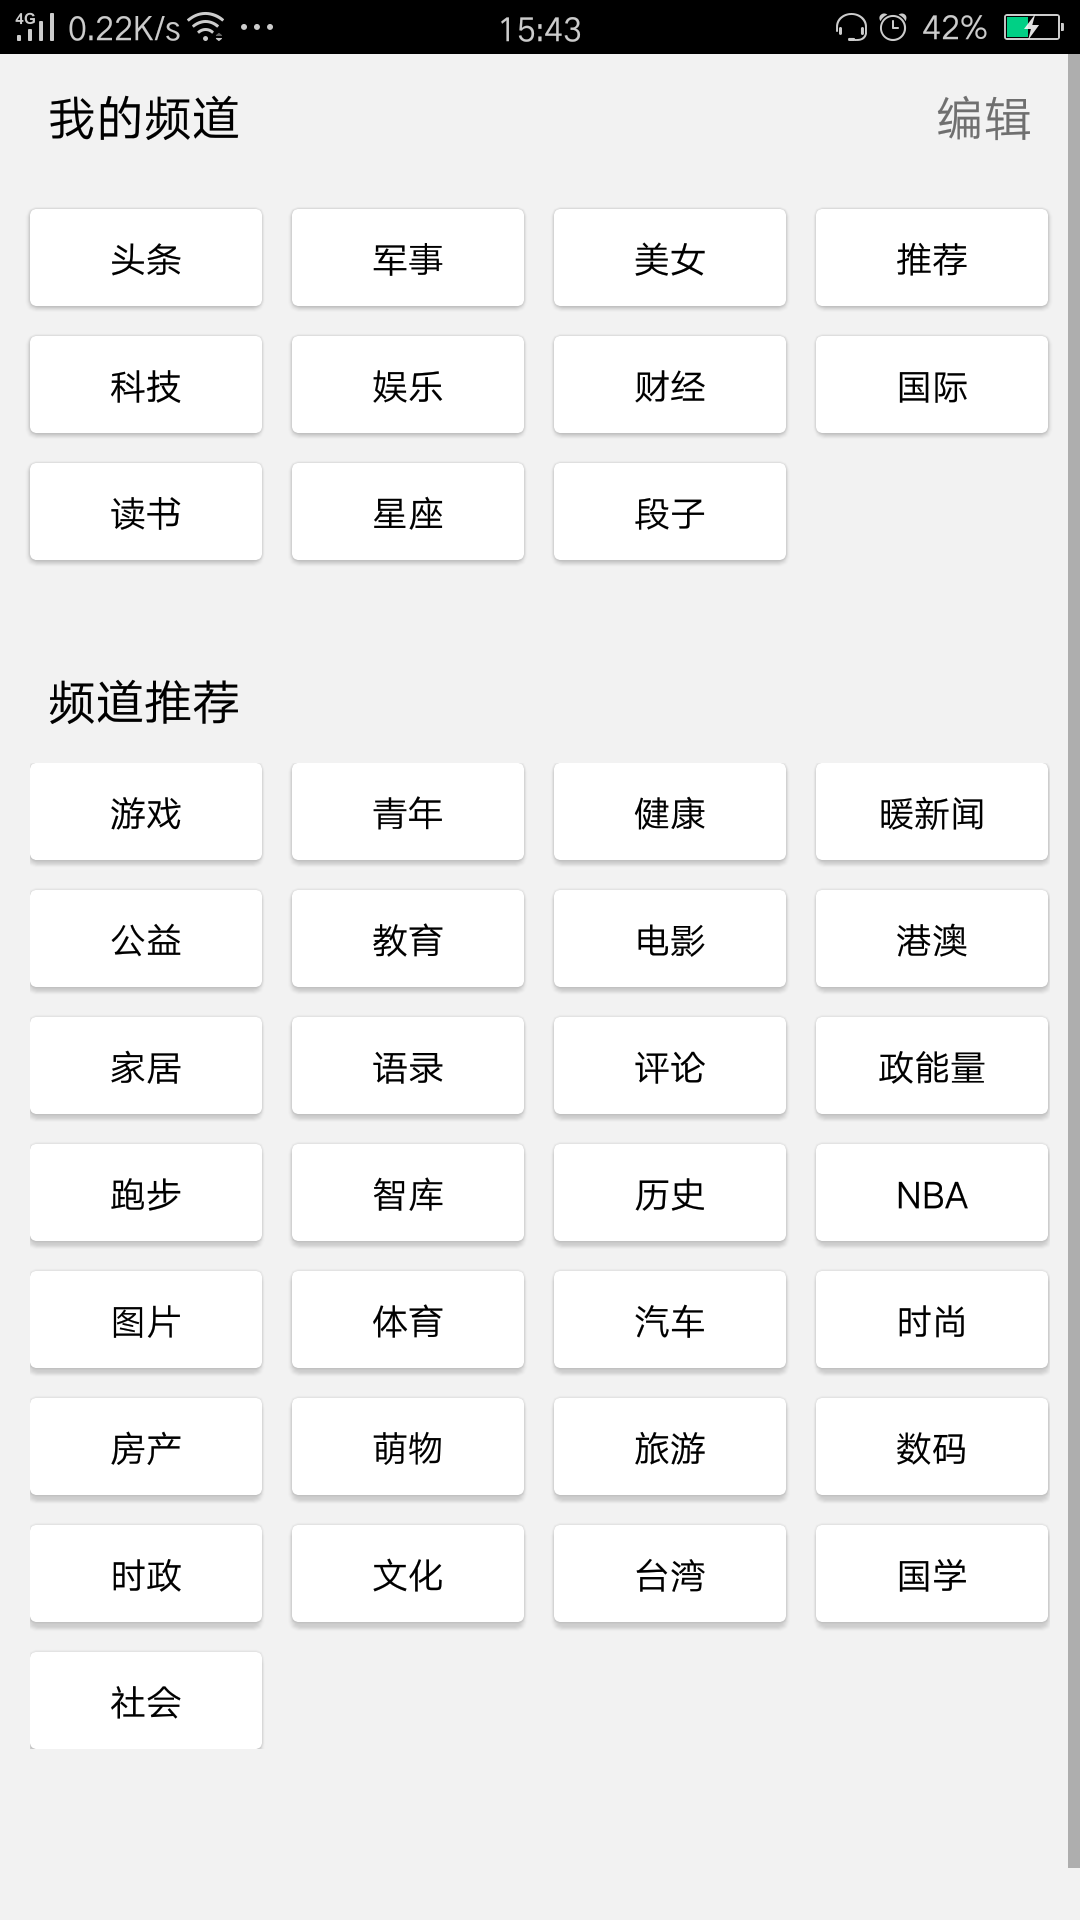 4G 0.22K/s 15:43 42%
我的频道 编辑
头条 军事 美女 推荐
科技 娱乐 财经 国际
读书 星座 段子
频道推荐
游戏 青年 健康 暖新闻
公益 教育 电影 港澳
家居 语录 评论 政能量
跑步 智库 历史 NBA
图片 体育 汽车 时尚
房产 萌物 旅游 数码
时政 文化 台湾 国学
社会